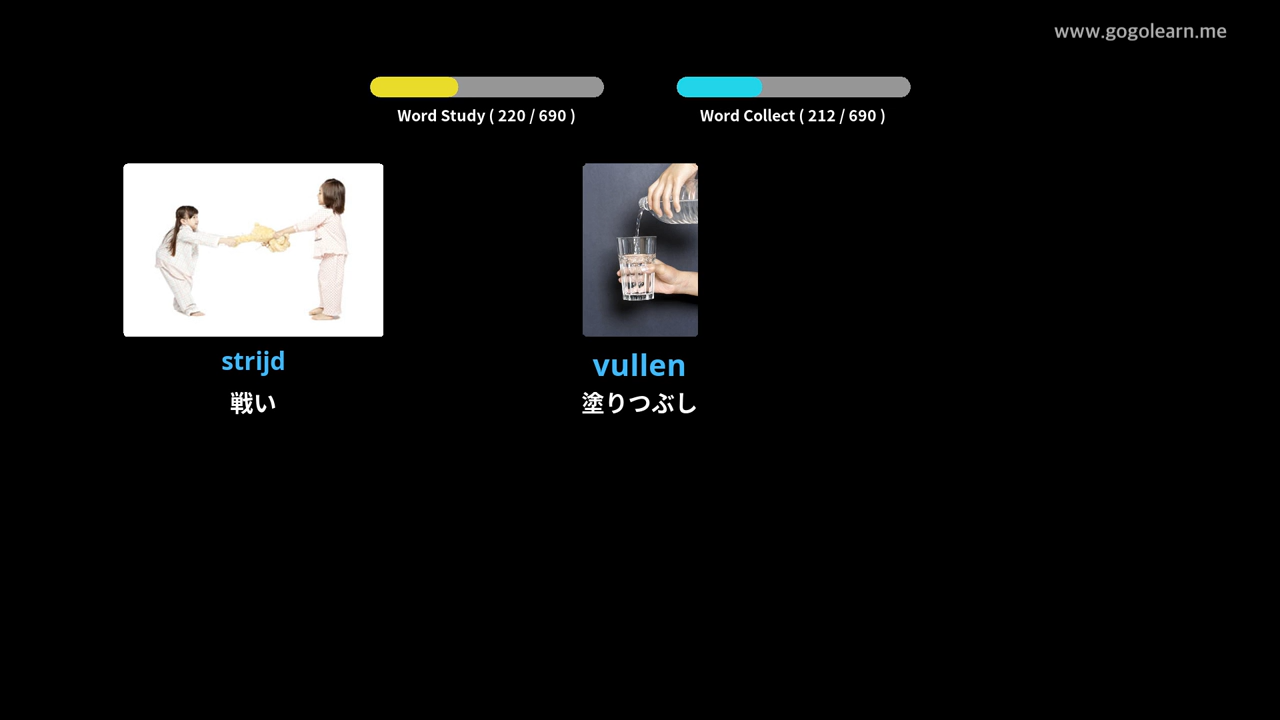 www.gogolearn.me
Word Study ( 220 / 690 )
Word Collect ( 212 / 690 )
strijd
戦い
vullen
塗りつぶし